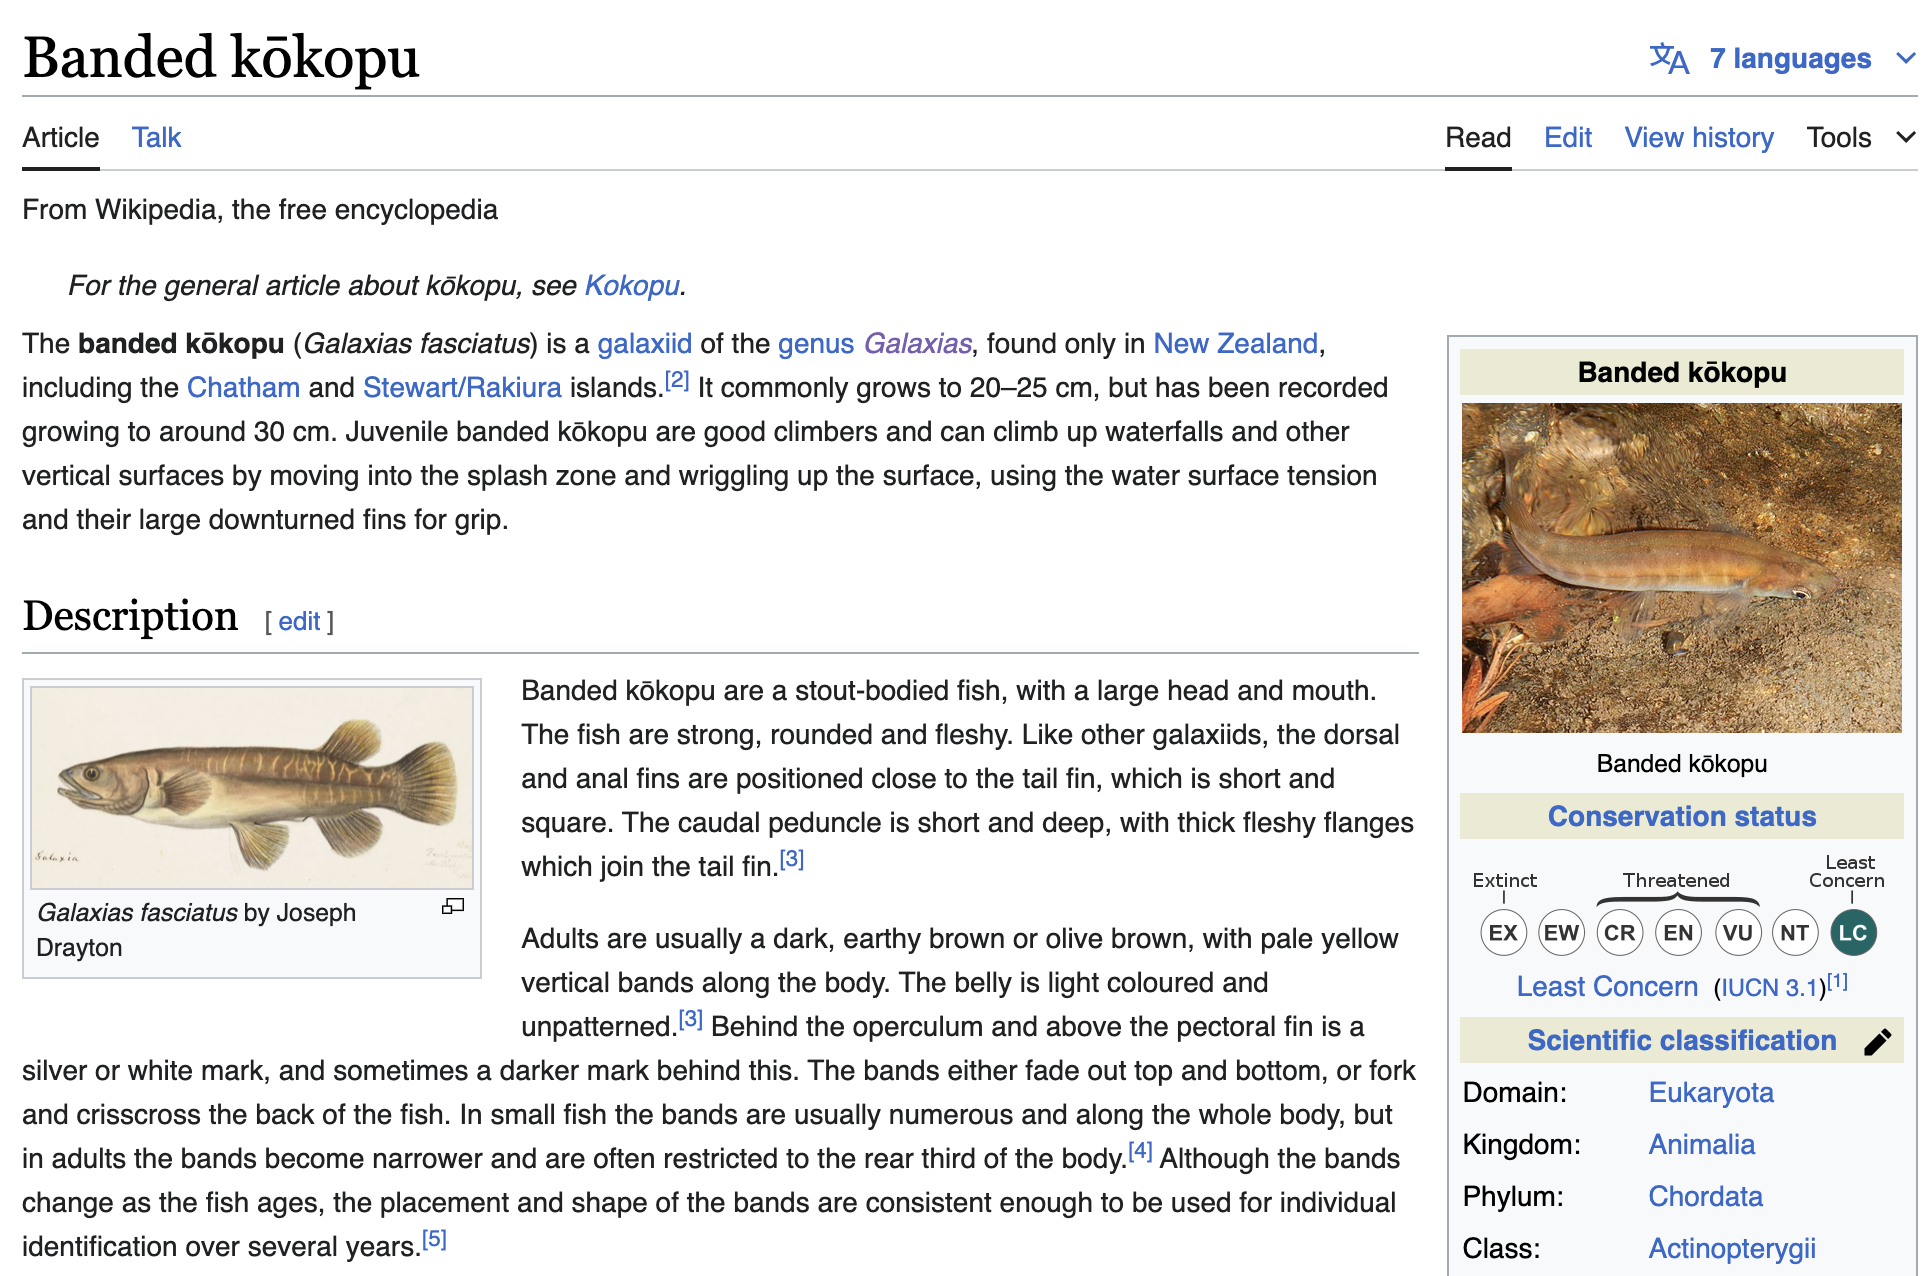 Banded kōkopu
7 languages
Article Talk
Read Edit View history Tools
From Wikipedia, the free encyclopedia
For the general article about kōkopu, see Kokopu.
The banded kōkopu (Galaxias fasciatus) is a galaxiid of the genus Galaxias, found only in New Zealand,
including the Chatham and Stewart/Rakiura islands.[2] It commonly grows to 20–25 cm, but has been recorded
growing to around 30 cm. Juvenile banded kōkopu are good climbers and can climb up waterfalls and other
vertical surfaces by moving into the splash zone and wriggling up the surface, using the water surface tension
and their large downturned fins for grip.
Description [ edit ]
Galaxia
Galaxias fasciatus by Joseph
Drayton
Banded kōkopu are a stout-bodied fish, with a large head and mouth.
The fish are strong, rounded and fleshy. Like other galaxiids, the dorsal
and anal fins are positioned close to the tail fin, which is short and
square. The caudal peduncle is short and deep, with thick fleshy flanges
which join the tail fin.[3]
Adults are usually a dark, earthy brown or olive brown, with pale yellow
vertical bands along the body. The belly is light coloured and
unpatterned.[3] Behind the operculum and above the pectoral fin is a
silver or white mark, and sometimes a darker mark behind this. The bands either fade out top and bottom, or fork
and crisscross the back of the fish. In small fish the bands are usually numerous and along the whole body, but
in adults the bands become narrower and are often restricted to the rear third of the body.[4] Although the bands
change as the fish ages, the placement and shape of the bands are consistent enough to be used for individual
identification over several years.[5]
Banded kōkopu
Banded kōkopu
Conservation status
Extinct Threatened Least
Concern
EX EW CR EN VU NT LC
Least Concern (IUCN 3.1)[1]
Scientific classification
Domain: Eukaryota
Kingdom: Animalia
Phylum: Chordata
Class: Actinopterygii